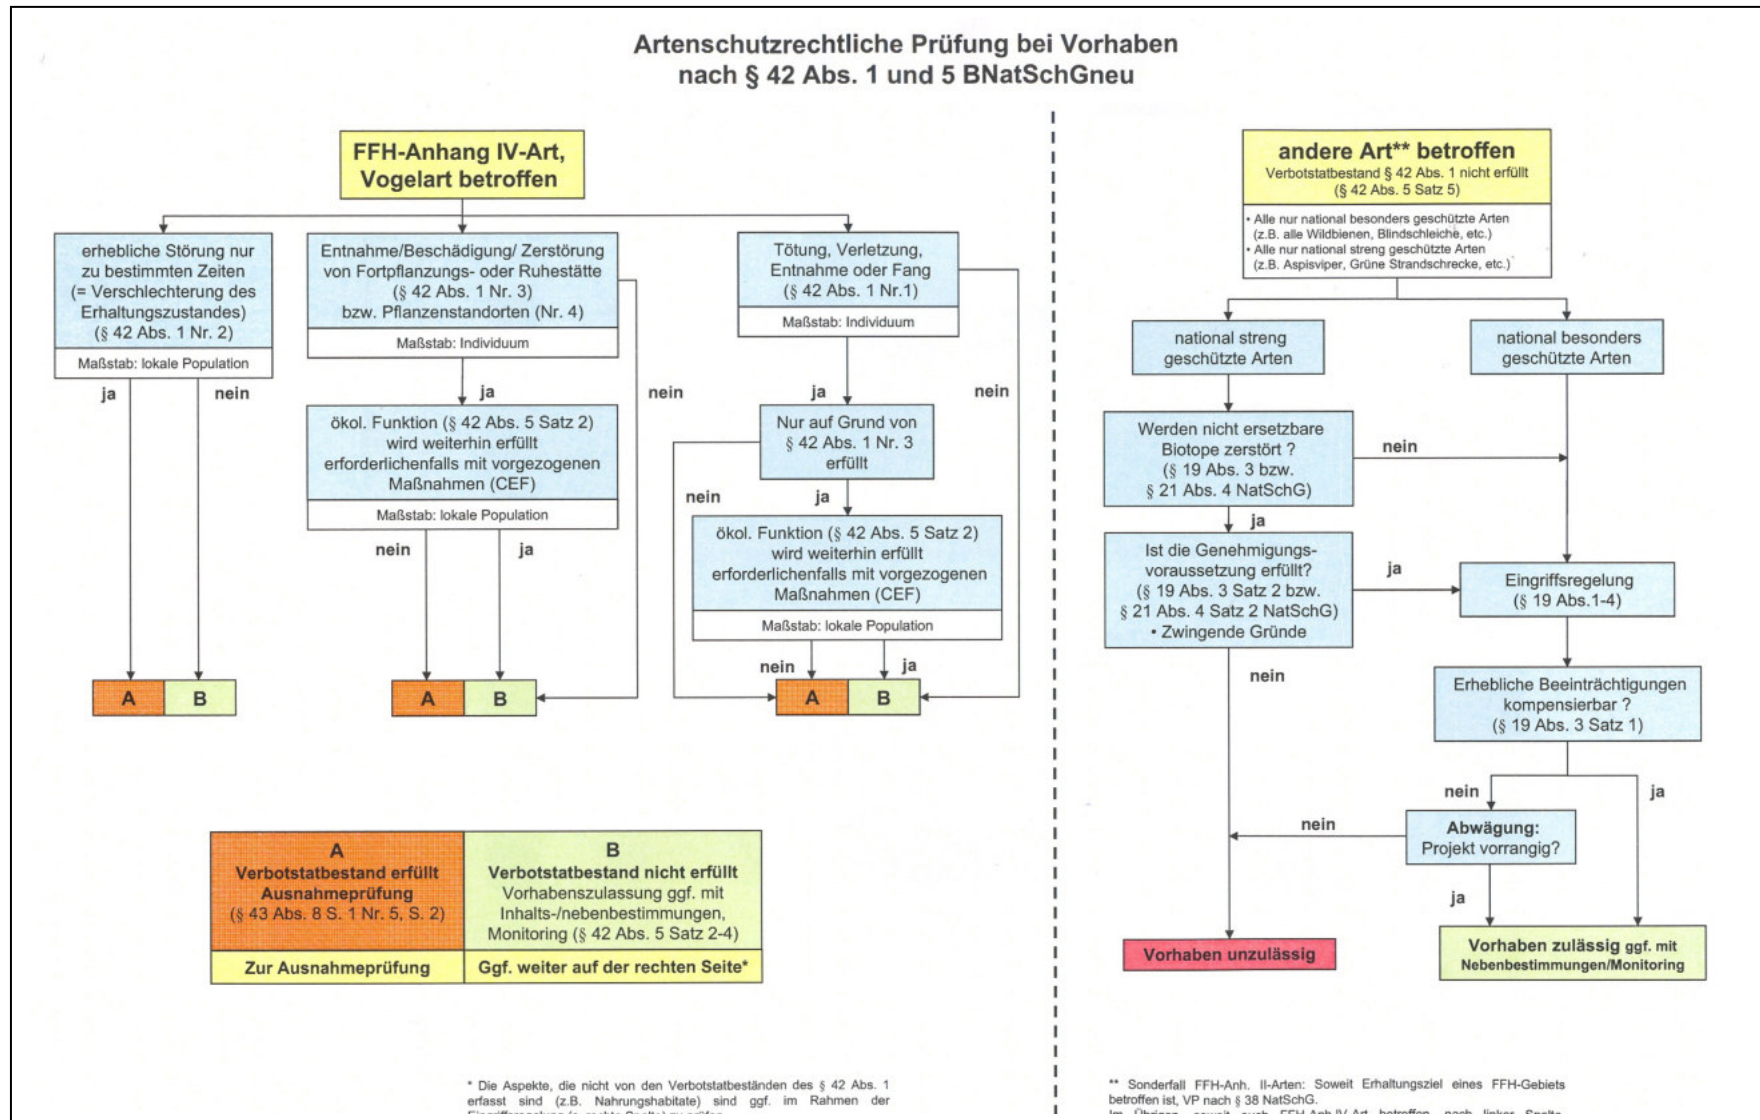 Artenschutzrechtliche Prüfung bei Vorhaben
nach § 42 Abs. 1 und 5 BNatSchGneu
FFH-Anhang IV-Art,
Vogelart betroffen
erhebliche Störung nur
zu bestimmten Zeiten
(= Verschlechterung des
Erhaltungszustandes)
(§ 42 Abs. 1 Nr. 2)
Maßstab: lokale Population
ja
nein
A
B
Entnahme/Beschädigung/ Zerstörung
von Fortpflanzungs- oder Ruhestätte
(§ 42 Abs. 1 Nr. 3)
bzw. Pflanzenstandorten (Nr. 4)
Maßstab: Individuum
ja
nein
ökol. Funktion (§ 42 Abs. 5 Satz 2)
wird weiterhin erfüllt
erforderlichenfalls mit vorgezogenen
Maßnahmen (CEF)
Maßstab: lokale Population
nein
ja
A
B
Tötung, Verletzung,
Entnahme oder Fang
(§ 42 Abs. 1 Nr.1)
Maßstab: Individuum
ja
nein
Nur auf Grund von
§ 42 Abs. 1 Nr. 3
erfüllt
nein
ja
ökol. Funktion (§ 42 Abs. 5 Satz 2)
wird weiterhin erfüllt
erforderlichenfalls mit vorgezogenen
Maßnahmen (CEF)
Maßstab: lokale Population
nein
ja
A
B
A
Verbotstatbestand erfüllt
Ausnahmeprüfung
(§ 43 Abs. 8 S. 1 Nr. 5, S. 2)
Zur Ausnahmeprüfung
B
Verbotstatbestand nicht erfüllt
Vorhabenszulassung ggf. mit
Inhalts-/nebenbestimmungen,
Monitoring (§ 42 Abs. 5 Satz 2-4)
Ggf. weiter auf der rechten Seite*
* Die Aspekte, die nicht von den Verbotstatbeständen des § 42 Abs. 1
erfasst sind (z.B. Nahrungshabitate) sind ggf. im Rahmen der
andere Art** betroffen
Verbotstatbestand § 42 Abs. 1 nicht erfüllt
(§ 42 Abs. 5 Satz 5)
• Alle nur national besonders geschützte Arten
(z.B. alle Wildbienen, Blindschleiche, etc.)
• Alle nur national streng geschützte Arten
(z.B. Aspisviper, Grüne Strandschrecke, etc.)
national streng
geschützte Arten
national besonders
geschützte Arten
Werden nicht ersetzbare
Biotope zerstört ?
(§ 19 Abs. 3 bzw.
§ 21 Abs. 4 NatSchG)
nein
ja
Ist die Genehmigungs-
voraussetzung erfüllt?
(§ 19 Abs. 3 Satz 2 bzw.
§ 21 Abs. 4 Satz 2 NatSchG)
• Zwingende Gründe
ja
nein
Eingriffsregelung
(§ 19 Abs.1-4)
Erhebliche Beeinträchtigungen
kompensierbar ?
(§ 19 Abs. 3 Satz 1)
nein
ja
Abwägung:
Projekt vorrangig?
nein
ja
Vorhaben unzulässig
Vorhaben zulässig ggf. mit
Nebenbestimmungen/Monitoring
** Sonderfall FFH-Anh. II-Arten: Soweit Erhaltungsziel eines FFH-Gebiets
betroffen ist, VP nach § 38 NatSchG.